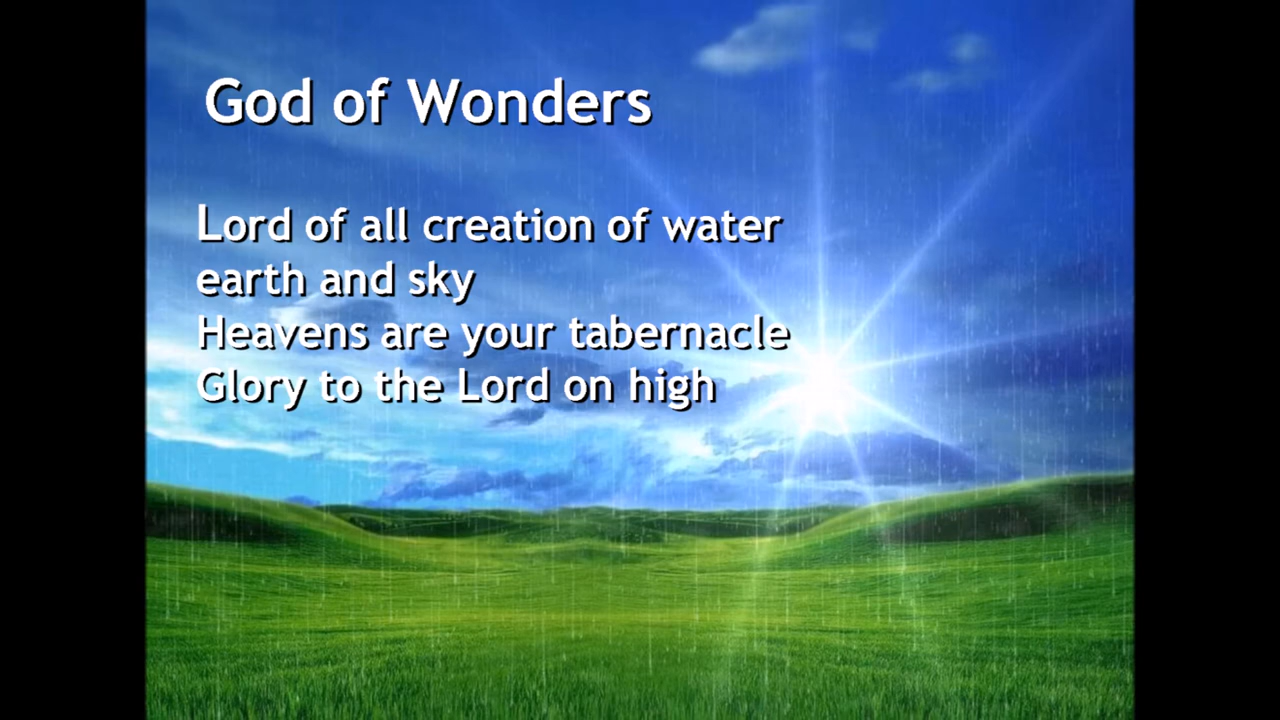 God of Wonders
Lord of all creation of water
earth and sky
Heavens are your tabernacle
Glory to the Lord on high